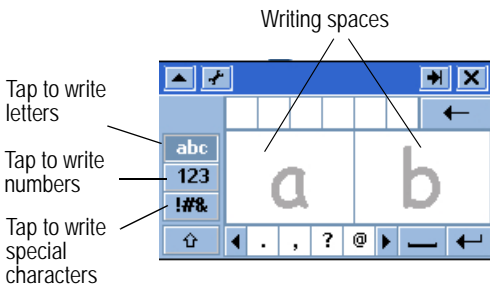 Writing spaces
Tap to write
letters
abc
Tap to write
numbers
123
Tap to write
special
characters
!#&
a b
. , ? @